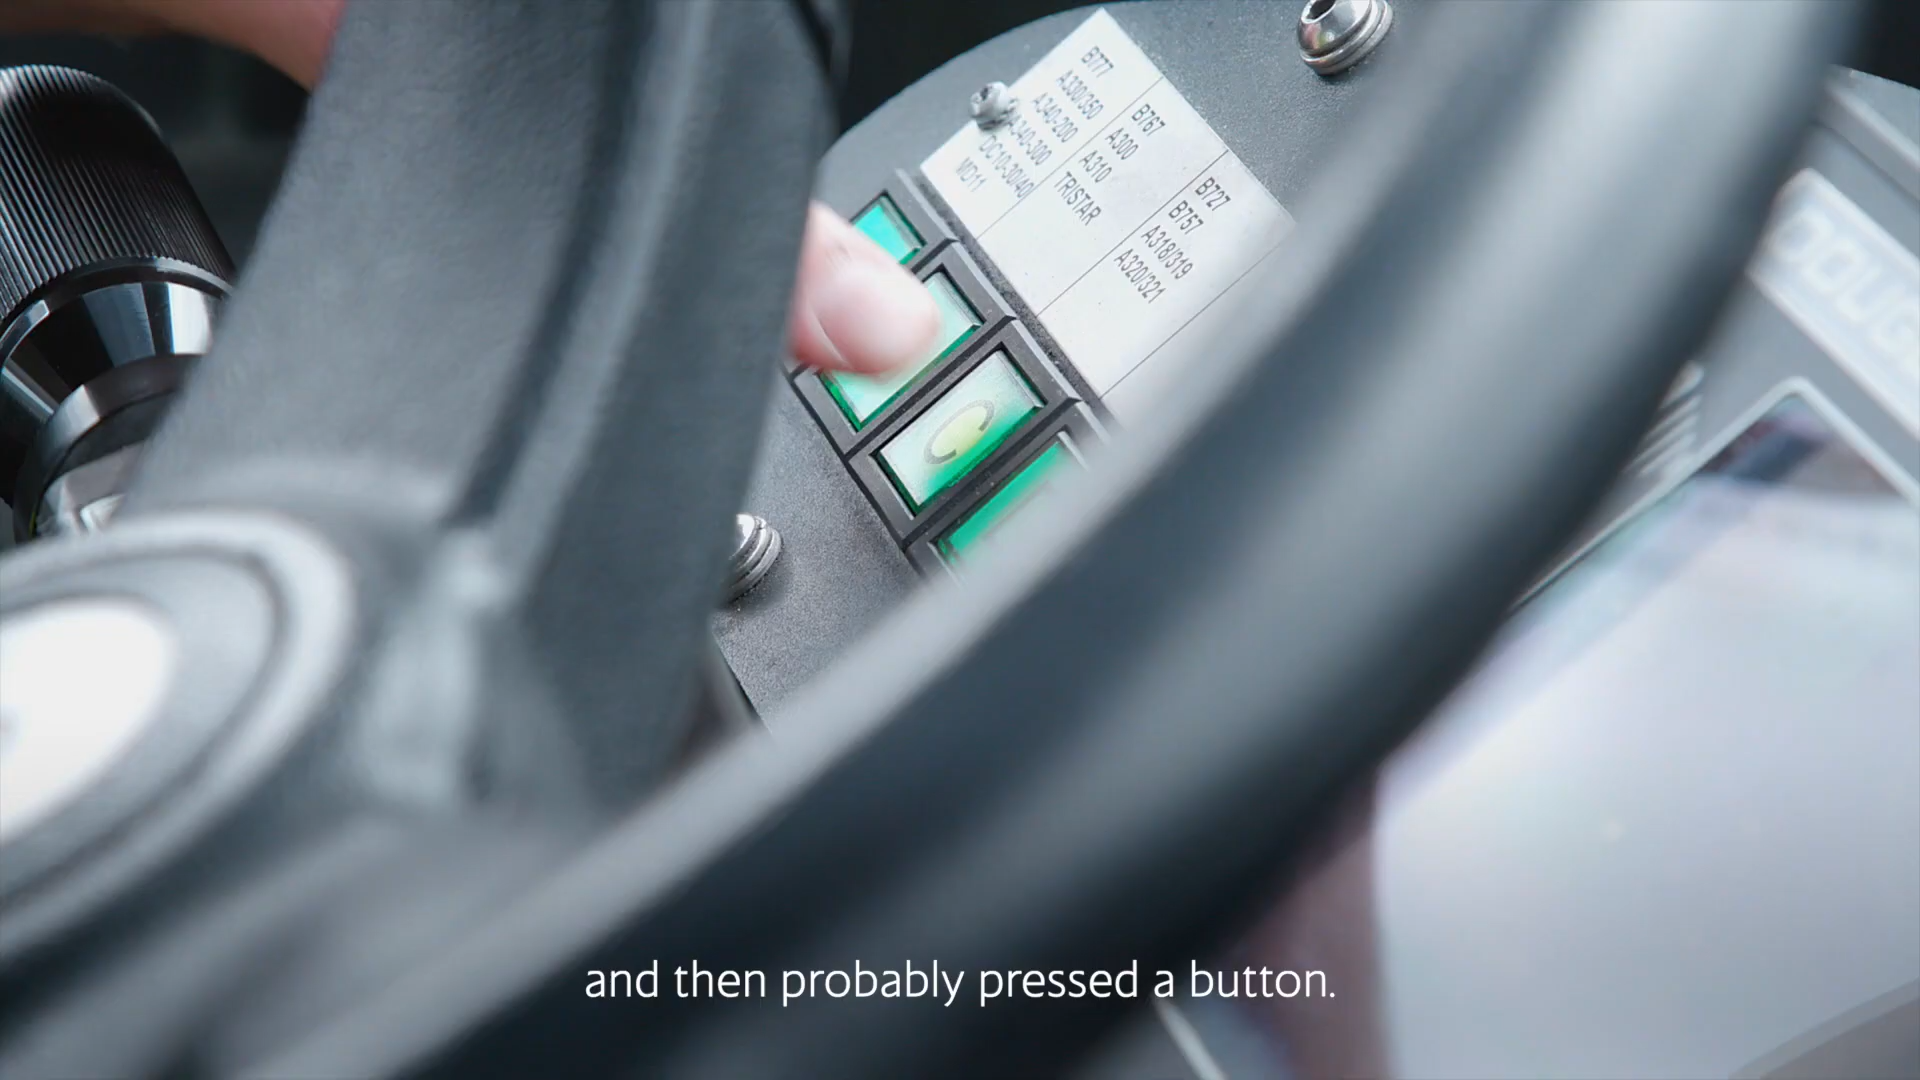 B777
A330/350
A340-200
A340-300
DC10-30/40
MD11
B767
A300
A310
TRISTAR
B727
B757
A318/319
A320/321
C
and then probably pressed a button.